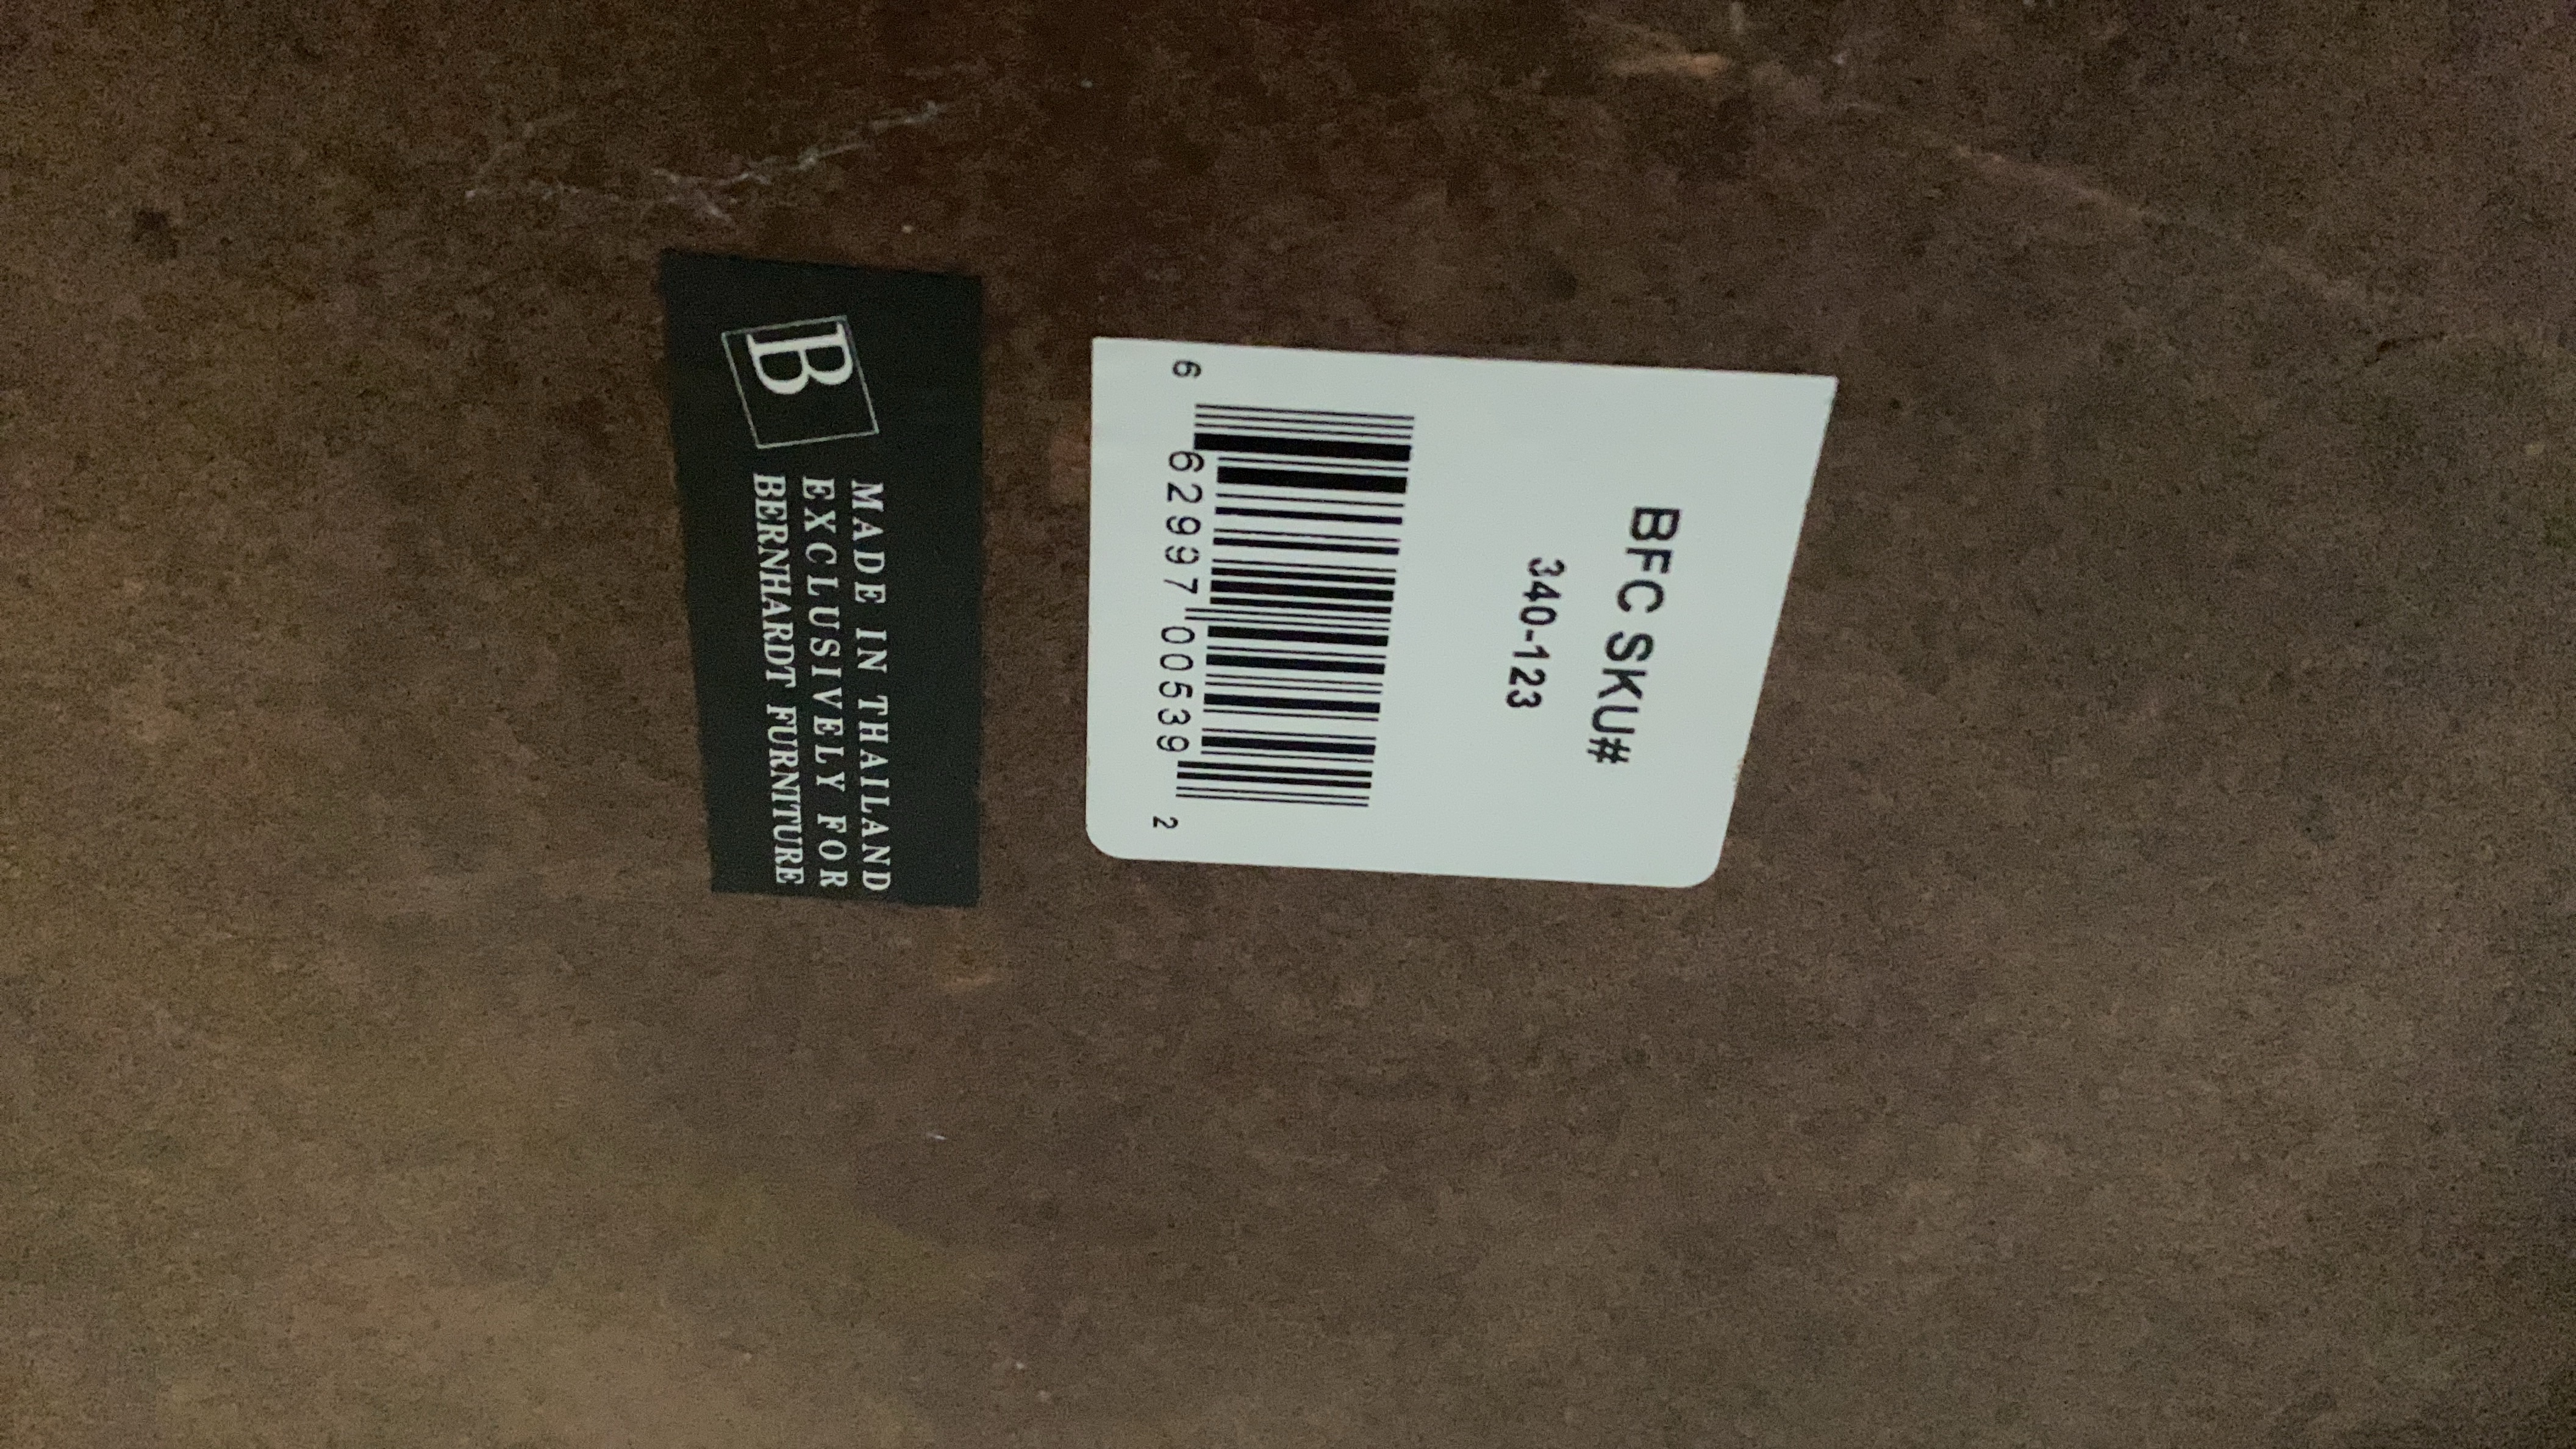 BFC SKU#
340-123
6 62997 00539 2
B
MADE IN THAILAND
EXCLUSIVELY FOR
BERNHARDT FURNITURE